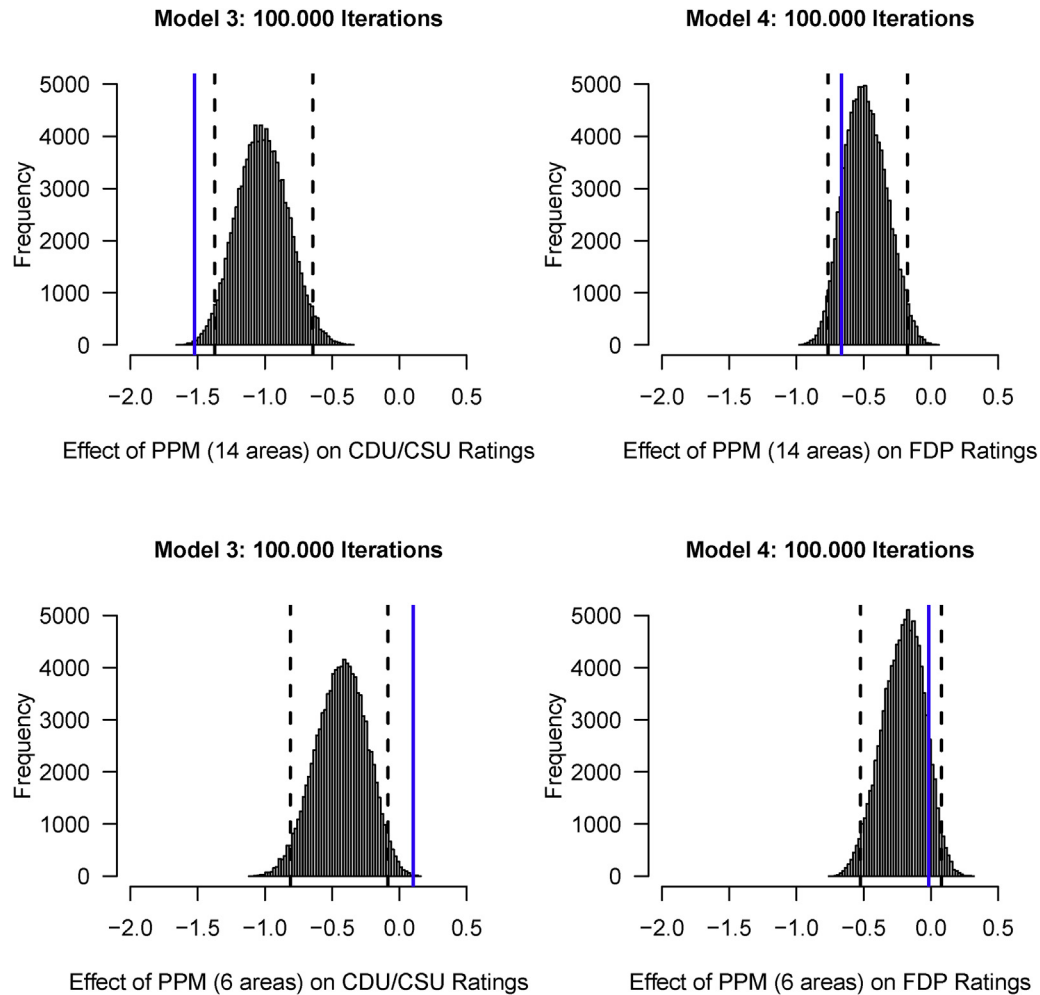 Model 3: 100.000 Iterations
Frequency
5000
4000
3000
2000
1000
0
−2.0 −1.5 −1.0 −0.5 0.0 0.5
Effect of PPM (14 areas) on CDU/CSU Ratings
Model 4: 100.000 Iterations
Frequency
5000
4000
3000
2000
1000
0
−2.0 −1.5 −1.0 −0.5 0.0 0.5
Effect of PPM (14 areas) on FDP Ratings
Model 3: 100.000 Iterations
Frequency
5000
4000
3000
2000
1000
0
−2.0 −1.5 −1.0 −0.5 0.0 0.5
Effect of PPM (6 areas) on CDU/CSU Ratings
Model 4: 100.000 Iterations
Frequency
5000
4000
3000
2000
1000
0
−2.0 −1.5 −1.0 −0.5 0.0 0.5
Effect of PPM (6 areas) on FDP Ratings